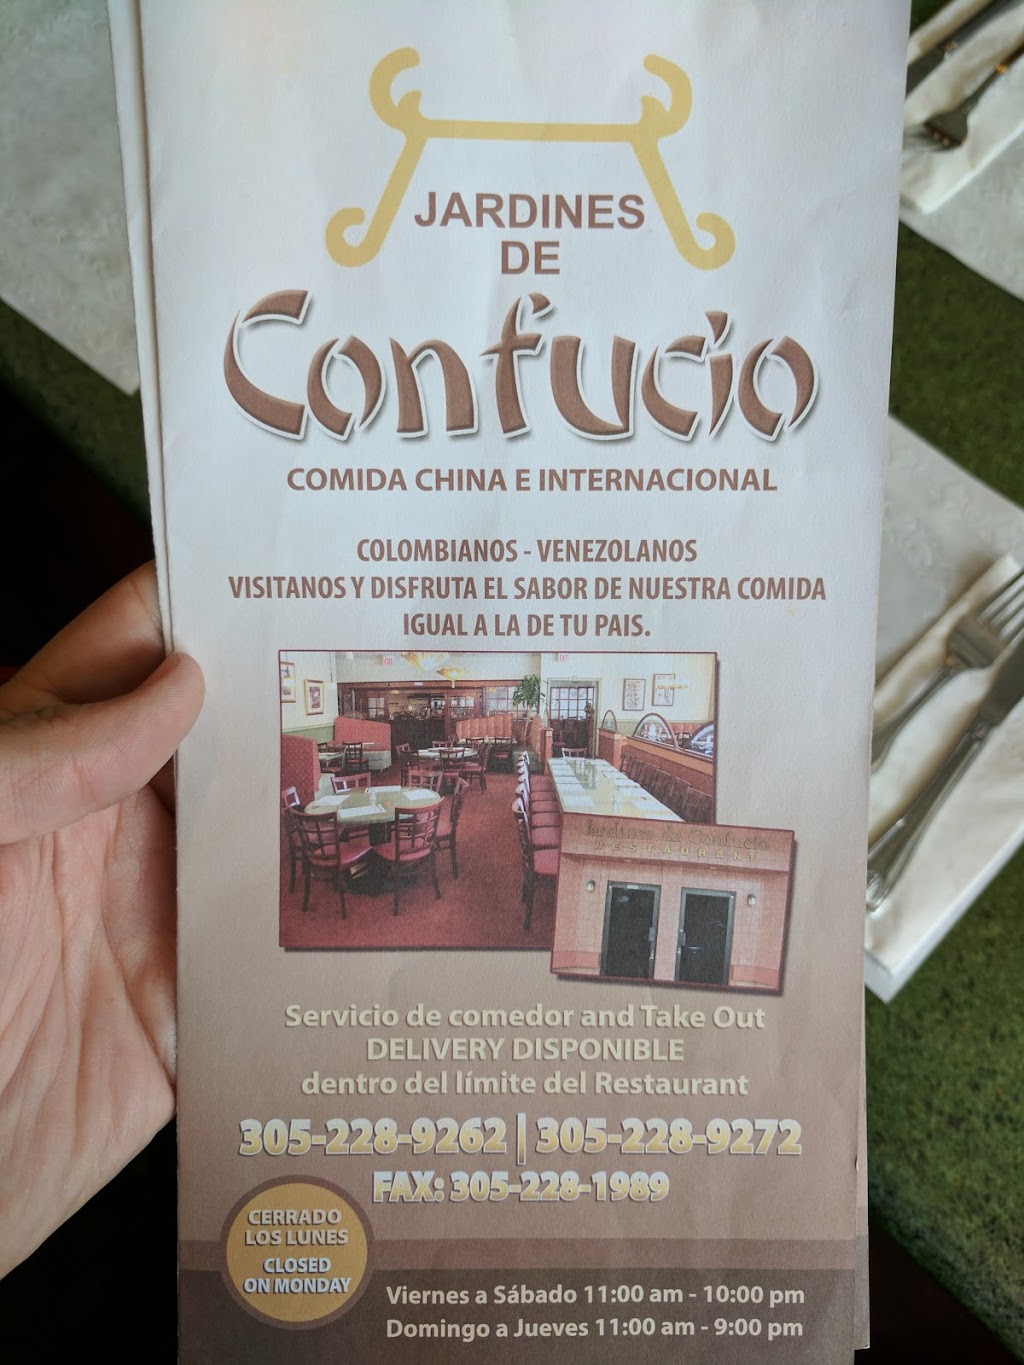 JARDINES
DE
Confucio
COMIDA CHINA E INTERNACIONAL
COLOMBIANOS - VENEZOLANOS
VISITANOS Y DISFRUTA EL SABOR DE NUESTRA COMIDA
IGUAL A LA DE TU PAIS.
Jardines de Confucio
RESTAURANT
Servicio de comedor and Take Out
DELIVERY DISPONIBLE
dentro del límite del Restaurant
305-228-9262 | 305-228-9272
FAX: 305-228-1989
CERRADO
LOS LUNES
CLOSED
ON MONDAY
Viernes a Sábado 11:00 am - 10:00 pm
Domingo a Jueves 11:00 am - 9:00 pm